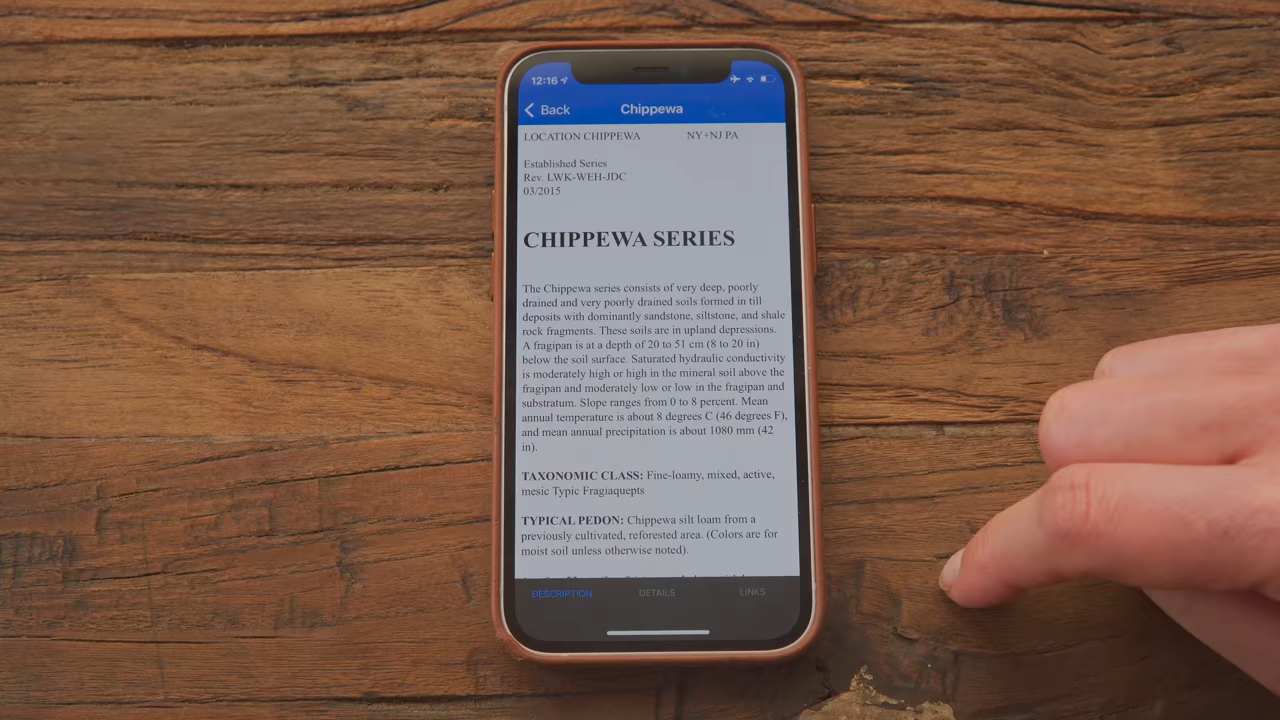 12:16
Back
Chippewa
LOCATION CHIPPEWA NY+NJ PA
Established Series
Rev. LWK-WEH-JDC
03/2015
CHIPPEWA SERIES
The Chippewa series consists of very deep, poorly
drained and very poorly drained soils formed in till
deposits with dominantly sandstone, siltstone, and shale
rock fragments. These soils are in upland depressions.
A fragipan is at a depth of 20 to 51 cm (8 to 20 in)
below the soil surface. Saturated hydraulic conductivity
is moderately high or high in the mineral soil above the
fragipan and moderately low or low in the fragipan and
substratum. Slope ranges from 0 to 8 percent. Mean
annual temperature is about 8 degrees C (46 degrees F),
and mean annual precipitation is about 1080 mm (42
in).
TAXONOMIC CLASS: Fine-loamy, mixed, active,
mesic Typic Fragiaquepts
TYPICAL PEDON: Chippewa silt loam from a
previously cultivated, reforested area. (Colors are for
moist soil unless otherwise noted).
DESCRIPTION DETAILS LINKS